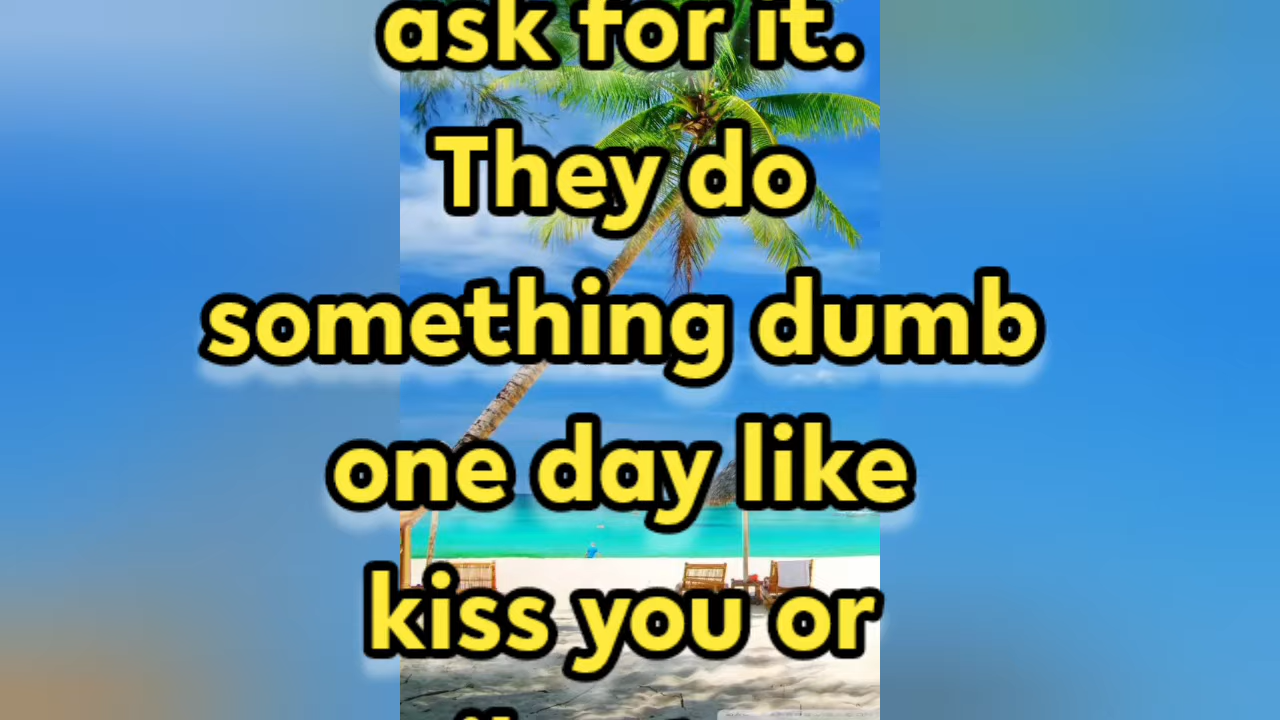 ask for it.
They do
something dumb
one day like
kiss you or